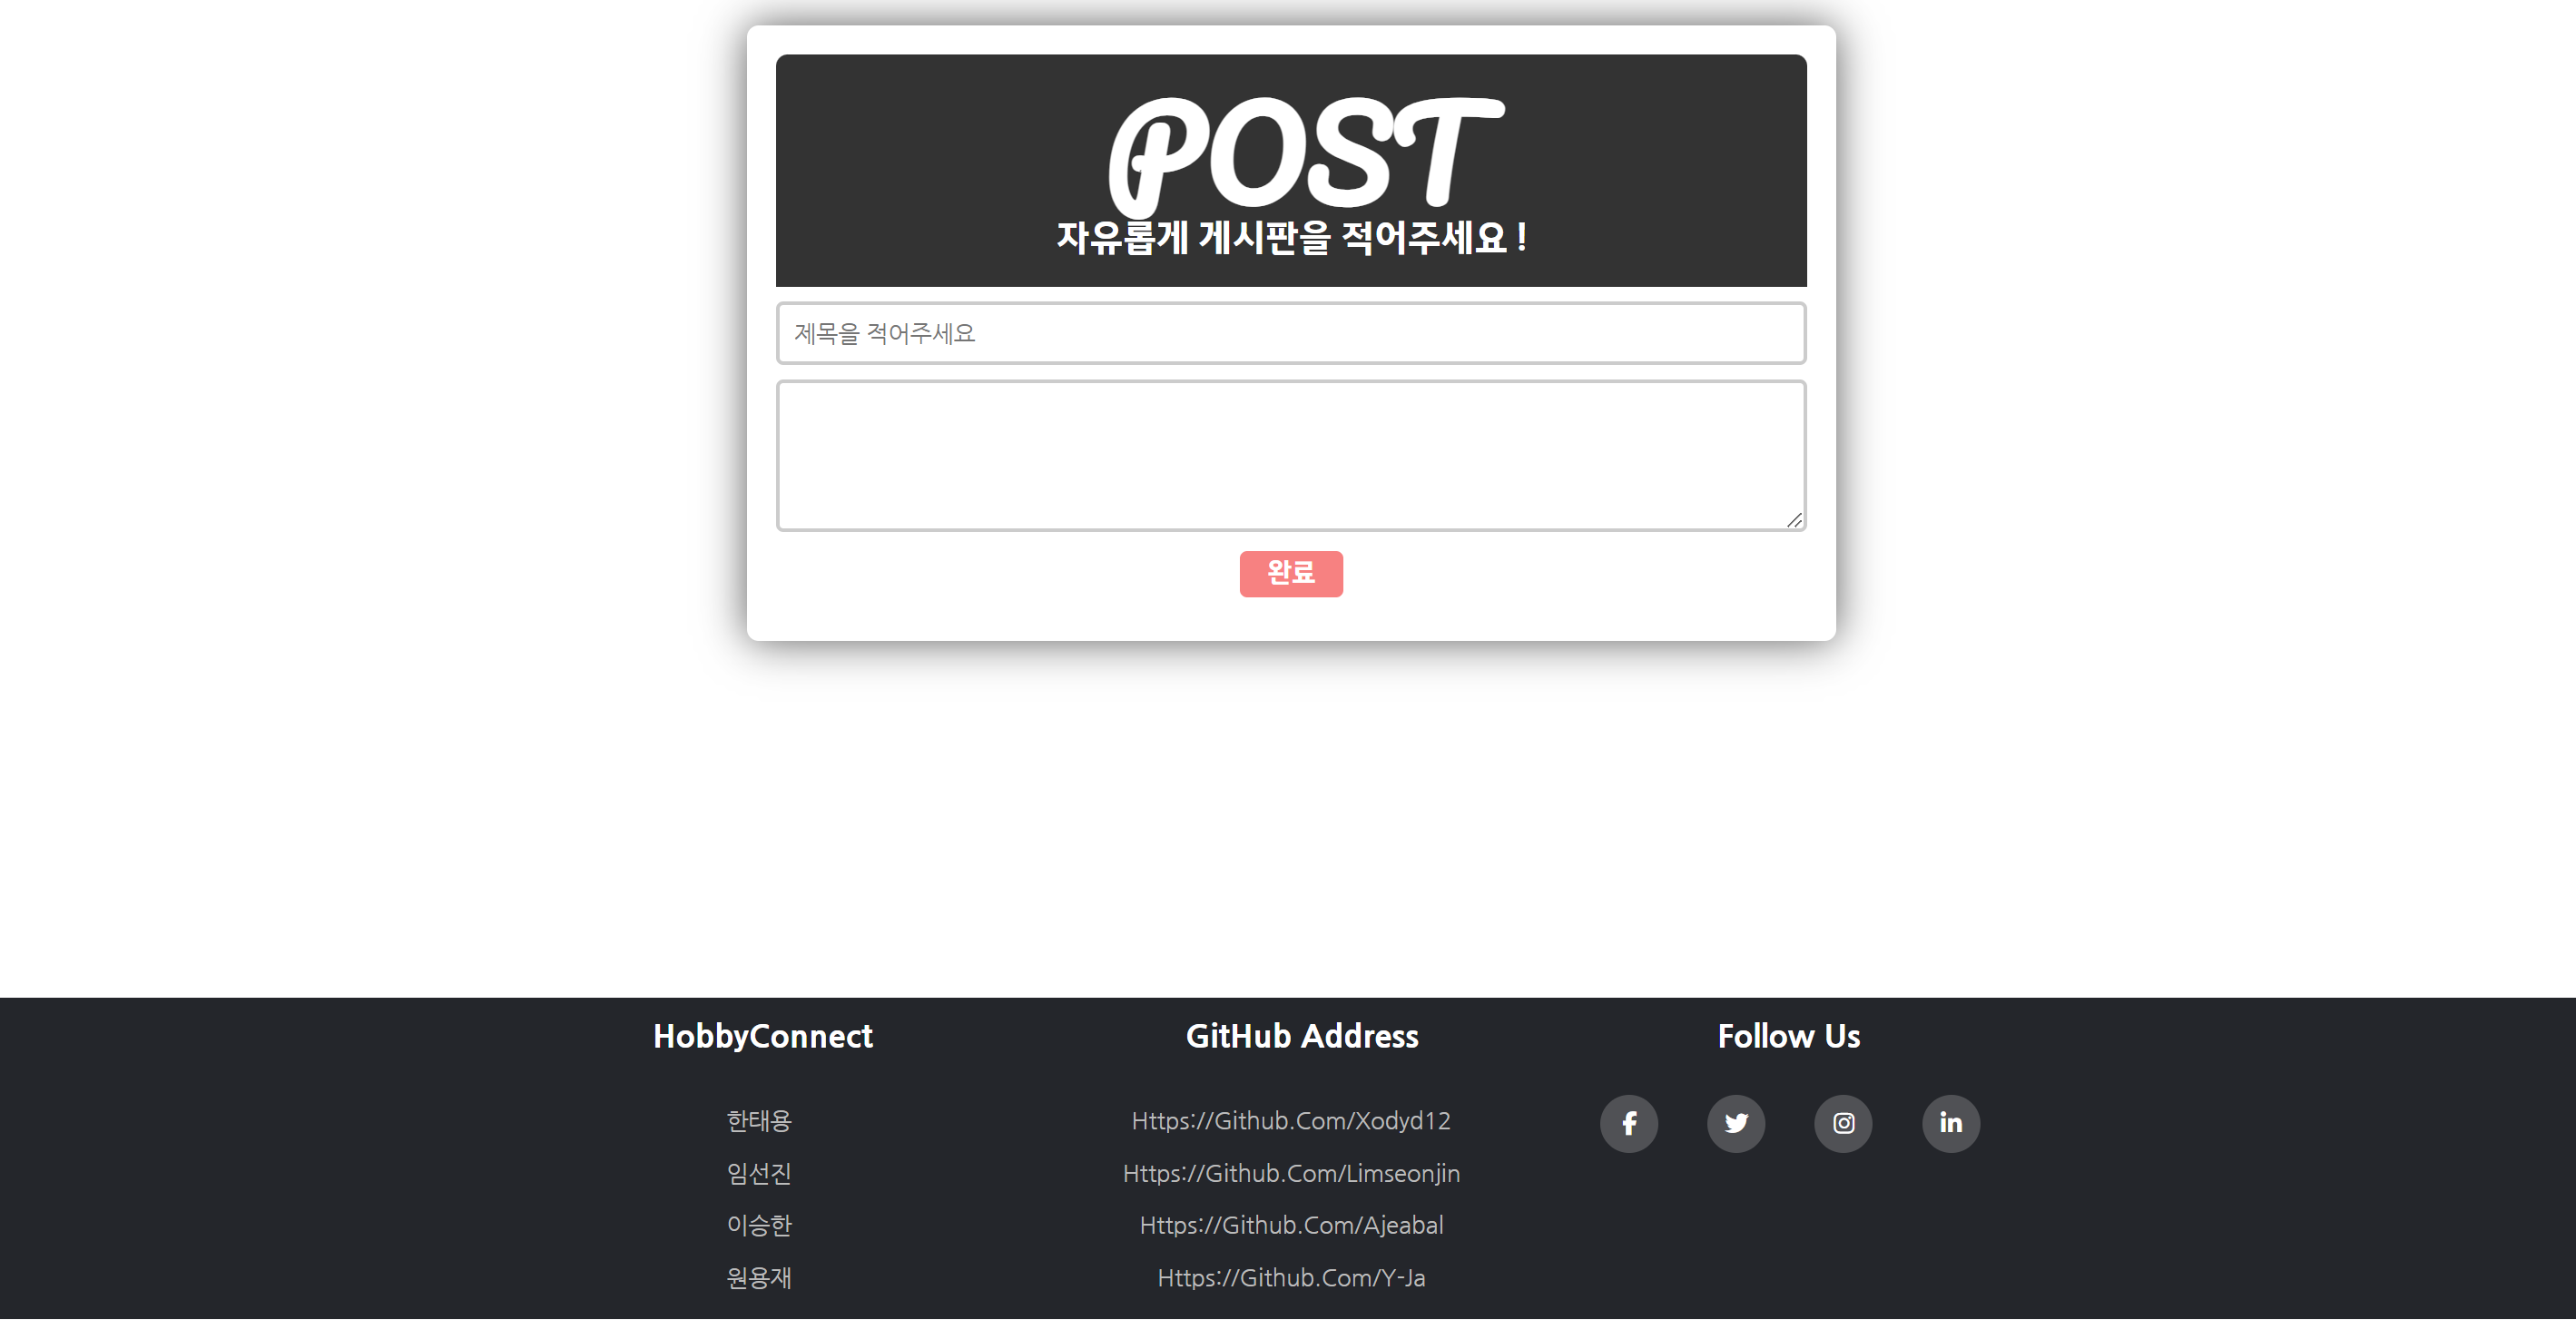 POST
자유롭게 게시판을 적어주세요 !
제목을 적어주세요
완료
HobbyConnect
한태용
임선진
이승한
원용재
GitHub Address
Https://Github.Com/Xodyd12
Https://Github.Com/Limseonjin
Https://Github.Com/Ajeabal
Https://Github.Com/Y-Ja
Follow Us